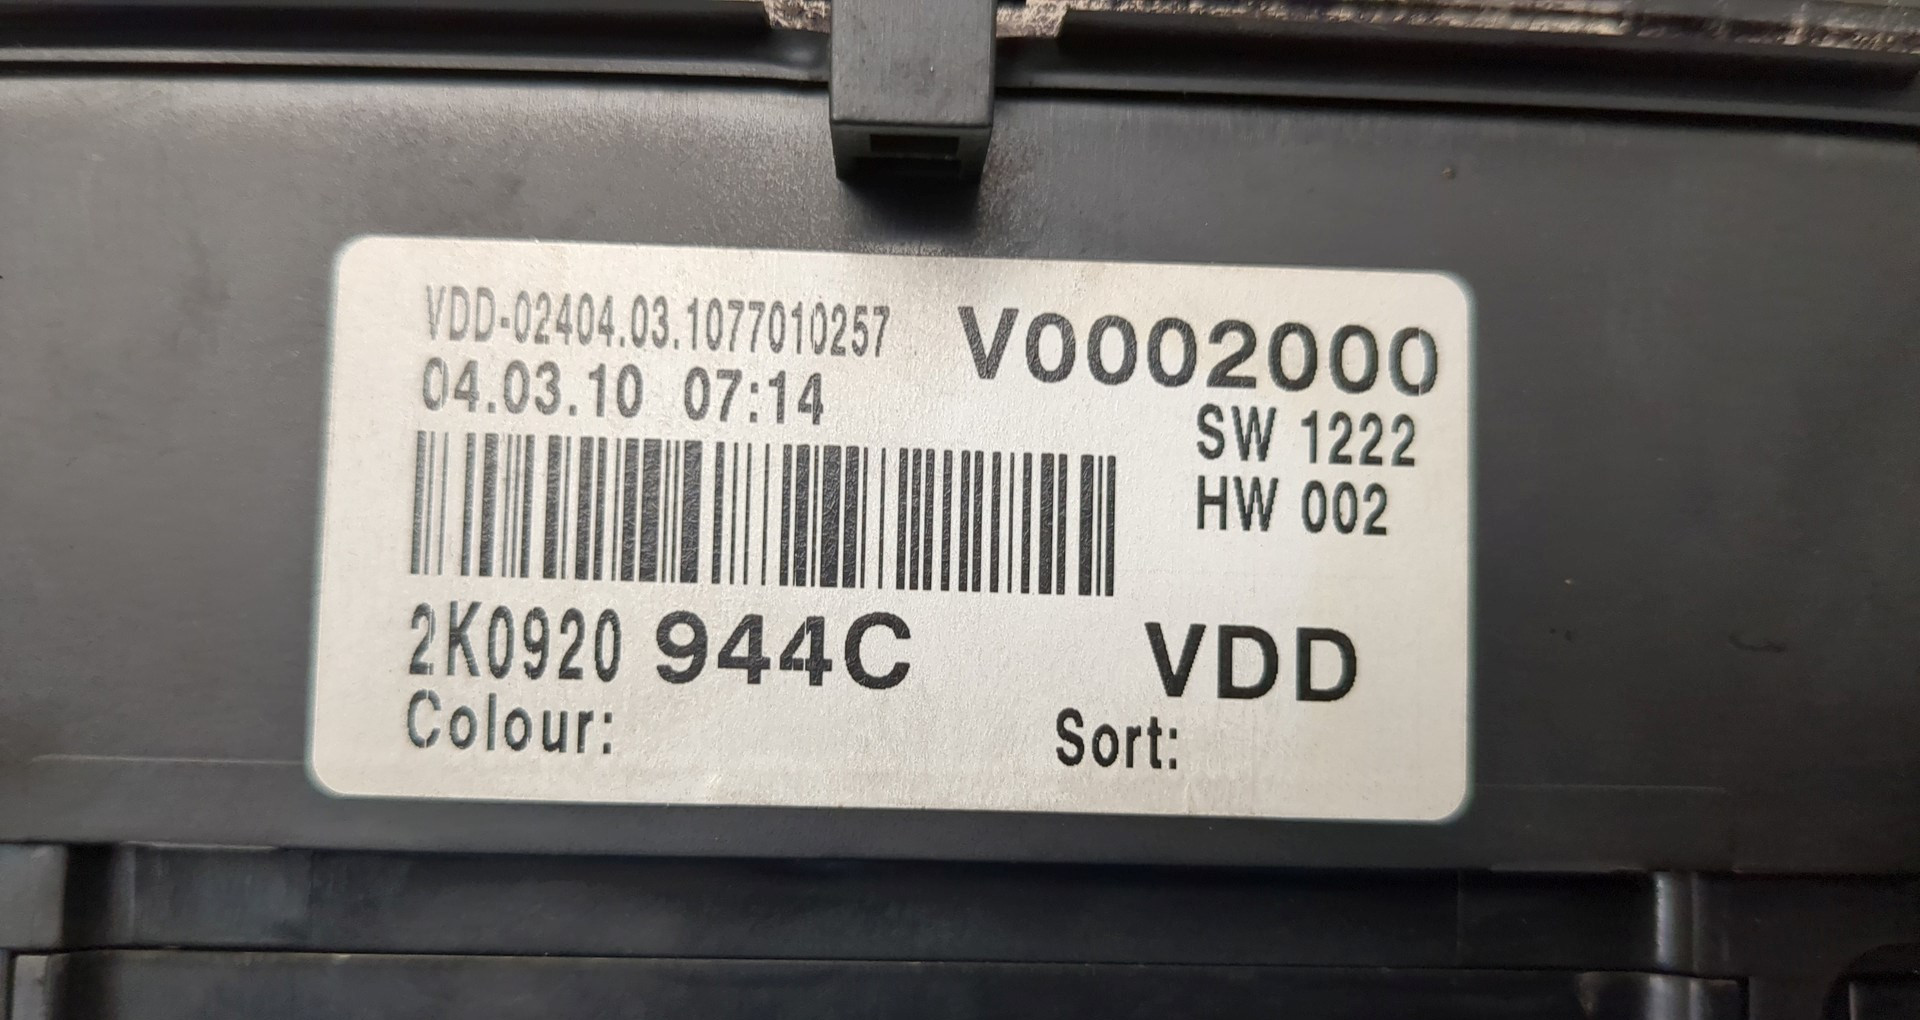 VDD-02404.03.1077010257 V0002000
04.03.10 07:14
SW 1222
HW 002
2K0920 944C VDD
Colour: Sort: